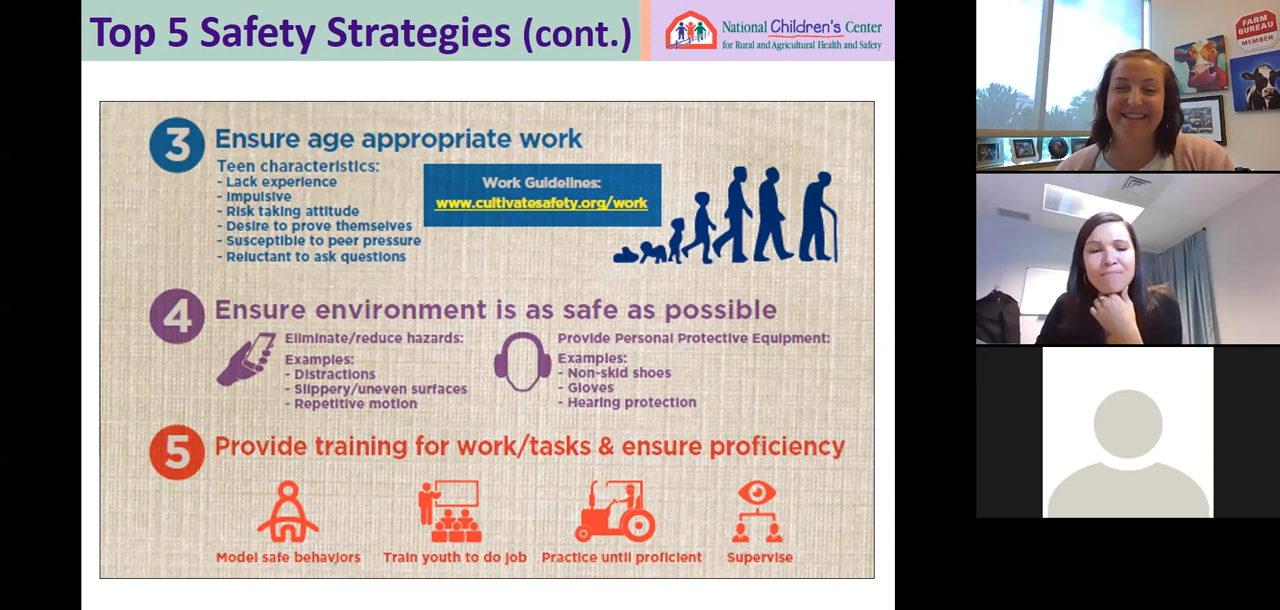 Top 5 Safety Strategies (cont.)
National Children's Center
for Rural and Agricultural Health and Safety
FARM
BUREAU
MEMBER
3
Ensure age appropriate work
Teen characteristics:
- Lack experience
- Impulsive
- Risk taking attitude
- Desire to prove themselves
- Susceptible to peer pressure
- Reluctant to ask questions
Work Guidelines:
www.cultivatesafety.org/work
4
Ensure environment is as safe as possible
Eliminate/reduce hazards:
Examples:
- Distractions
- Slippery/uneven surfaces
- Repetitive motion
Provide Personal Protective Equipment:
Examples:
- Non-skid shoes
- Gloves
- Hearing protection
5
Provide training for work/tasks & ensure proficiency
Model safe behaviors
Train youth to do job
Practice until proficient
Supervise